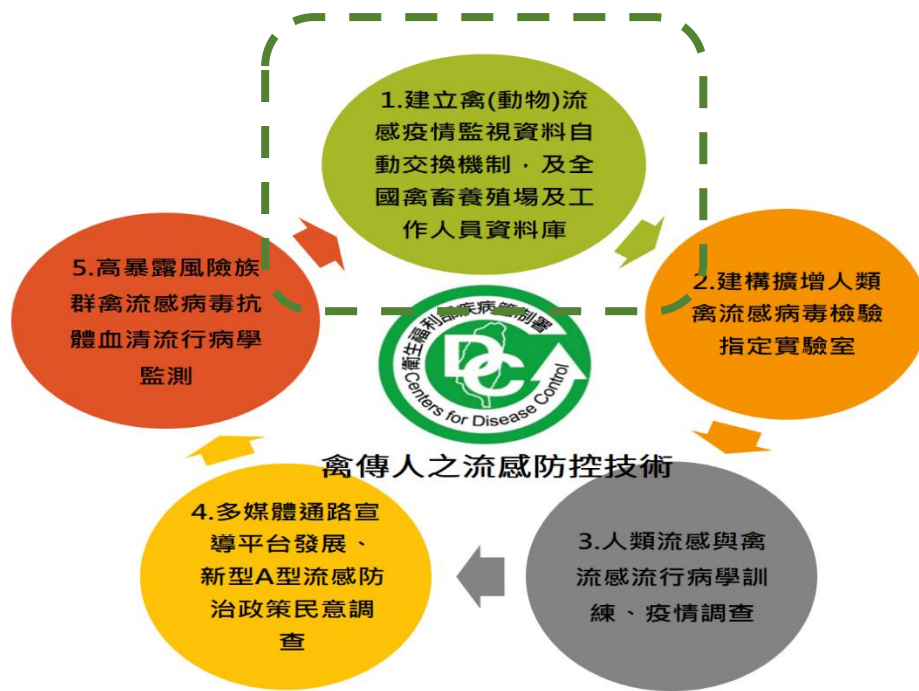 1.建立禽(動物)流
感疫情監視資料自
動交換機制，及全
國禽畜養殖場及工
作人員資料庫
2.建構擴增人類
禽流感病毒檢驗
指定實驗室
3.人類流感與禽
流感流行病學訓
練、疫情調查
4.多媒體通路宣
導平台發展、
新型A型流感防
治政策民意調
查
5.高暴露風險族
群禽流感病毒抗
體血清流行病學
監測
衛生福利部疾病管制署
DC
Centers for Disease Control
禽傳人之流感防控技術